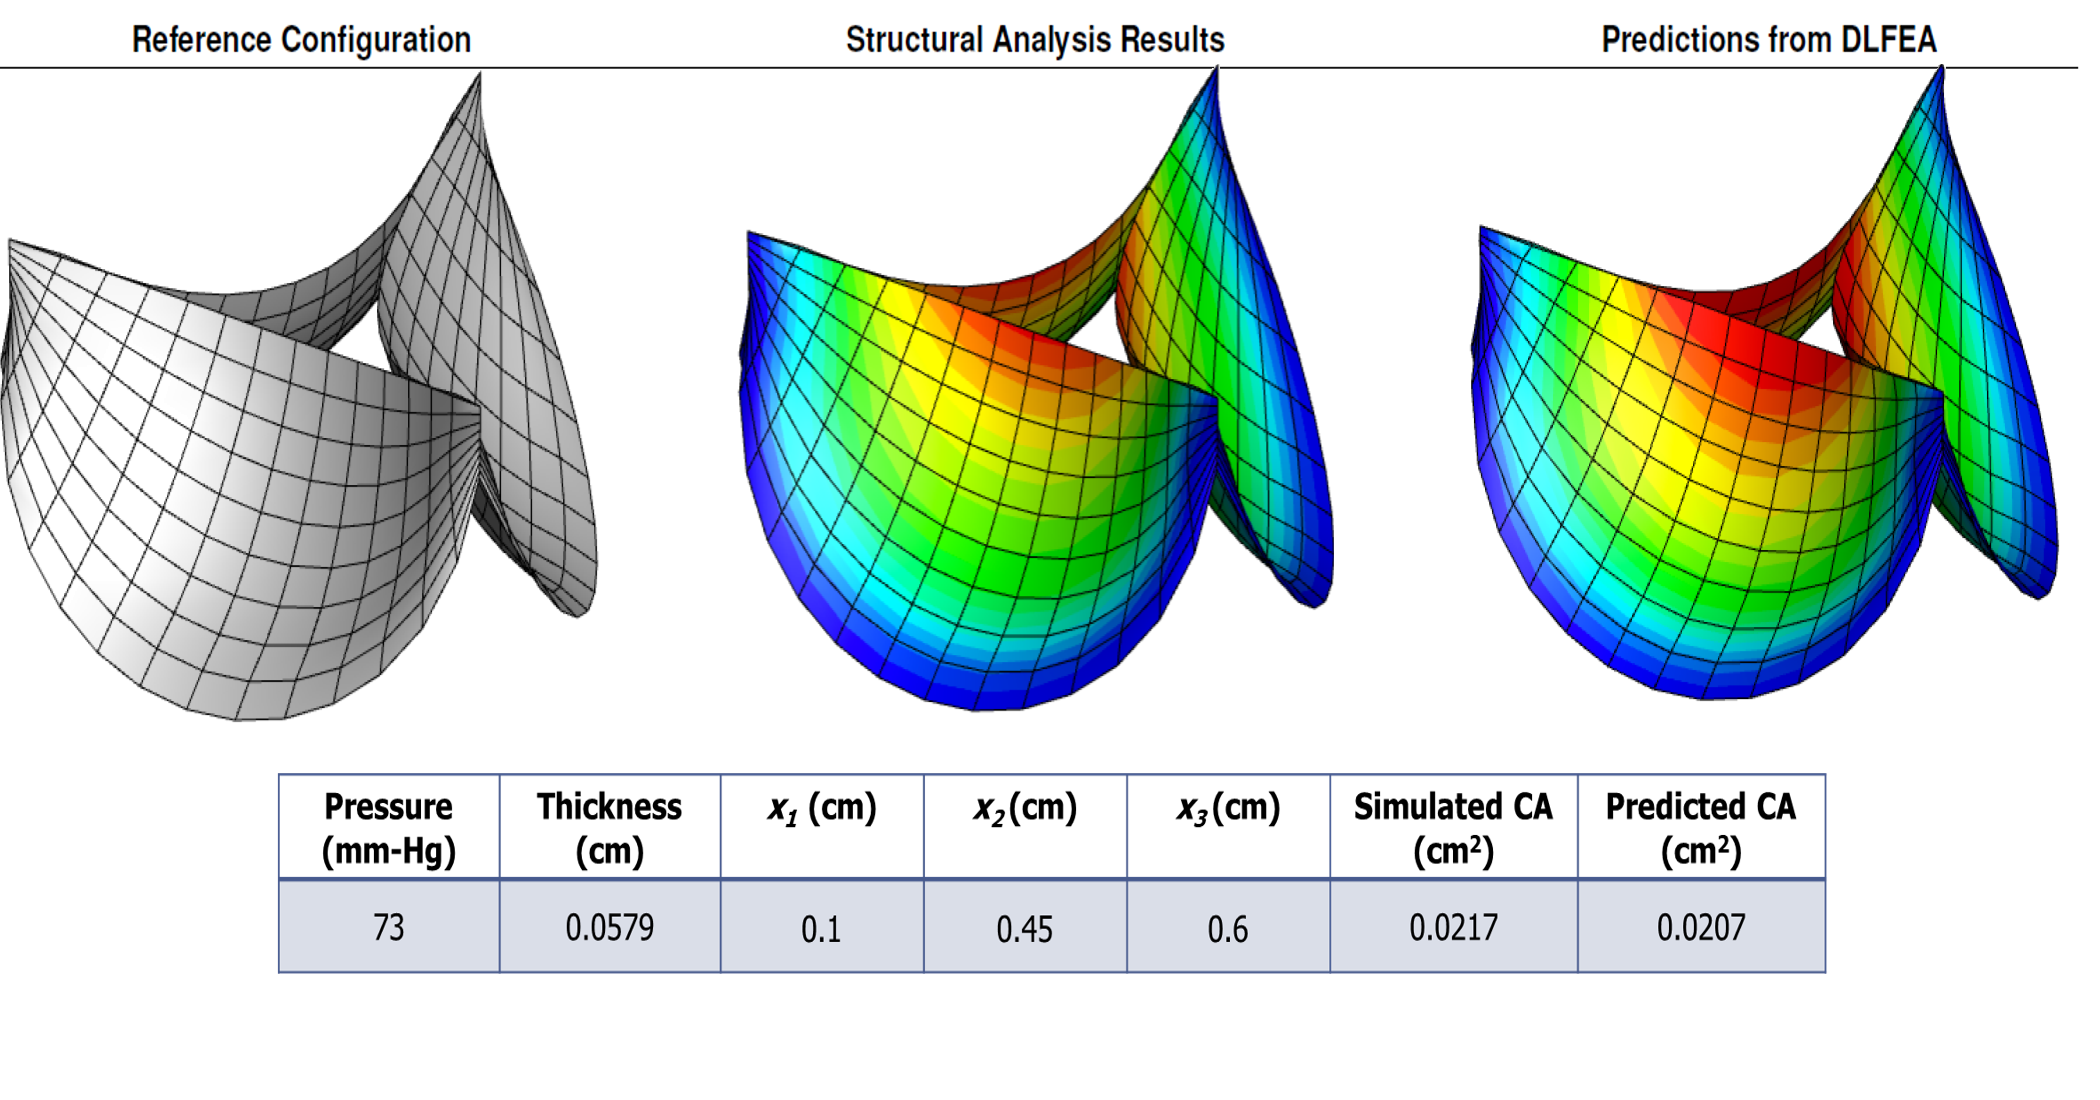 Reference Configuration
Structural Analysis Results
Predictions from DLFEA
Pressure (mm-Hg)
Thickness (cm)
x₁ (cm)
x₂ (cm)
x₃ (cm)
Simulated CA (cm²)
Predicted CA (cm²)
73
0.0579
0.1
0.45
0.6
0.0217
0.0207